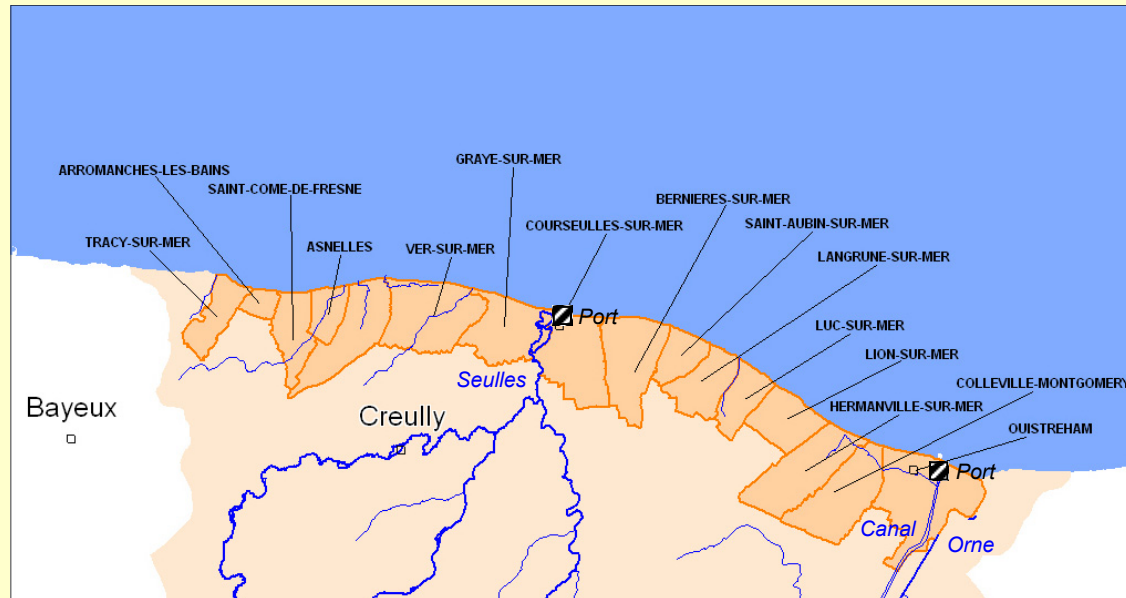 GRAYE-SUR-MER
ARROMANCHES-LES-BAINS
SAINT-COME-DE-FRESNE
BERNIERES-SUR-MER
SAINT-AUBIN-SUR-MER
COURSEULLES-SUR-MER
TRACY-SUR-MER
ASNELLES
VER-SUR-MER
LANGRUNE-SUR-MER
Port
LUC-SUR-MER
LION-SUR-MER
Seulles
COLLEVILLE-MONTGOMERY
Bayeux
Creully
HERMANVILLE-SUR-MER
OUISTREHAM
Port
Canal
Orne